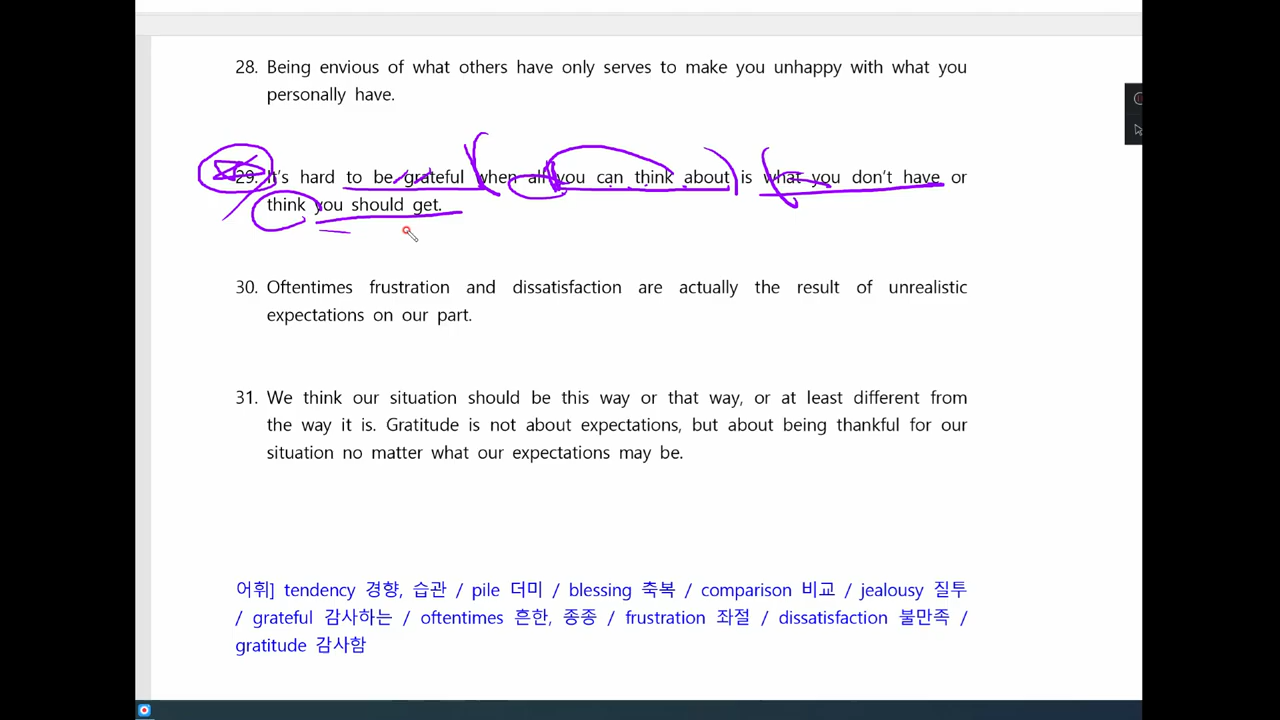 28. Being envious of what others have only serves to make you unhappy with what you
personally have.
29. It's hard to be grateful when all you can think about is what you don't have or
think you should get.
30. Oftentimes frustration and dissatisfaction are actually the result of unrealistic
expectations on our part.
31. We think our situation should be this way or that way, or at least different from
the way it is. Gratitude is not about expectations, but about being thankful for our
situation no matter what our expectations may be.
어휘] tendency 경향, 습관 / pile 더미 / blessing 축복 / comparison 비교 / jealousy 질투
/ grateful 감사하는 / oftentimes 흔한, 종종 / frustration 좌절 / dissatisfaction 불만족 /
gratitude 감사함